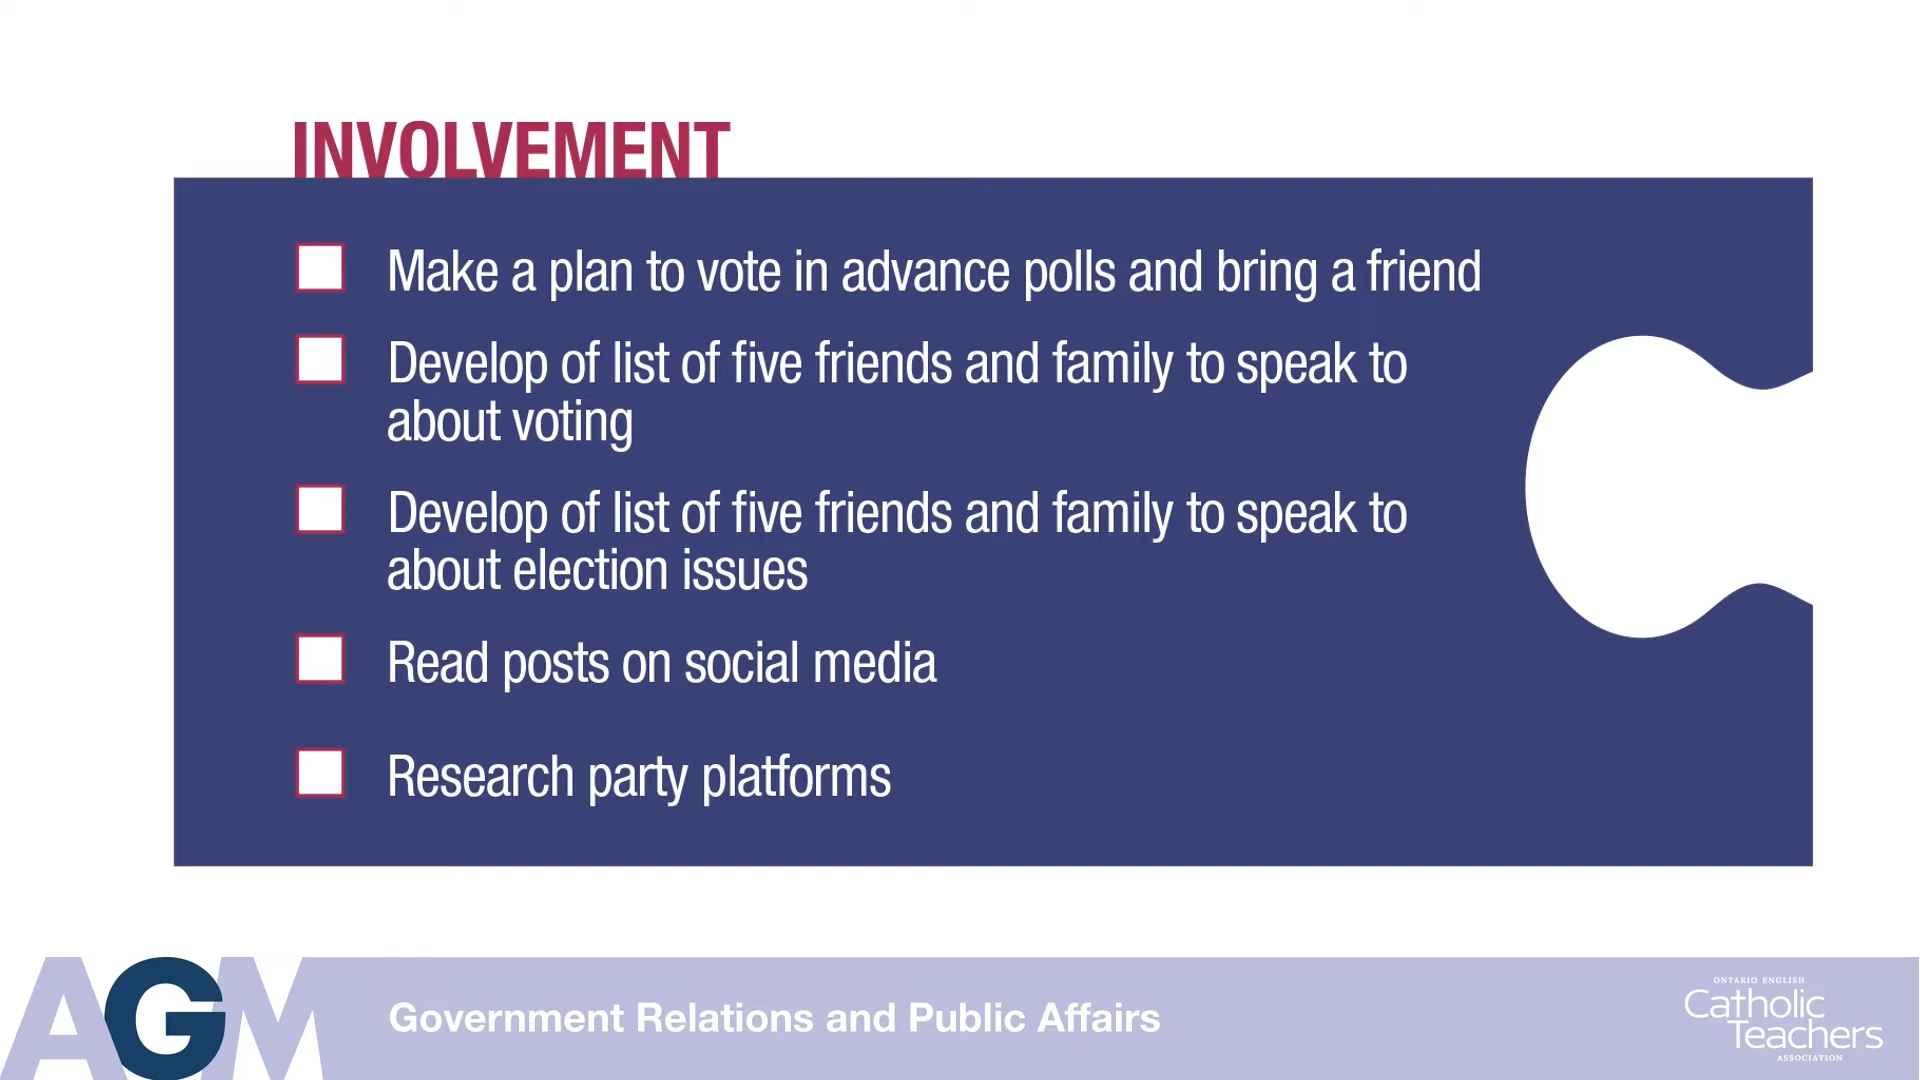 INVOLVEMENT
Make a plan to vote in advance polls and bring a friend
Develop of list of five friends and family to speak to
about voting
Develop of list of five friends and family to speak to
about election issues
Read posts on social media
Research party platforms
AGM
Government Relations and Public Affairs
ONTARIO ENGLISH
Catholic
Teachers
ASSOCIATION